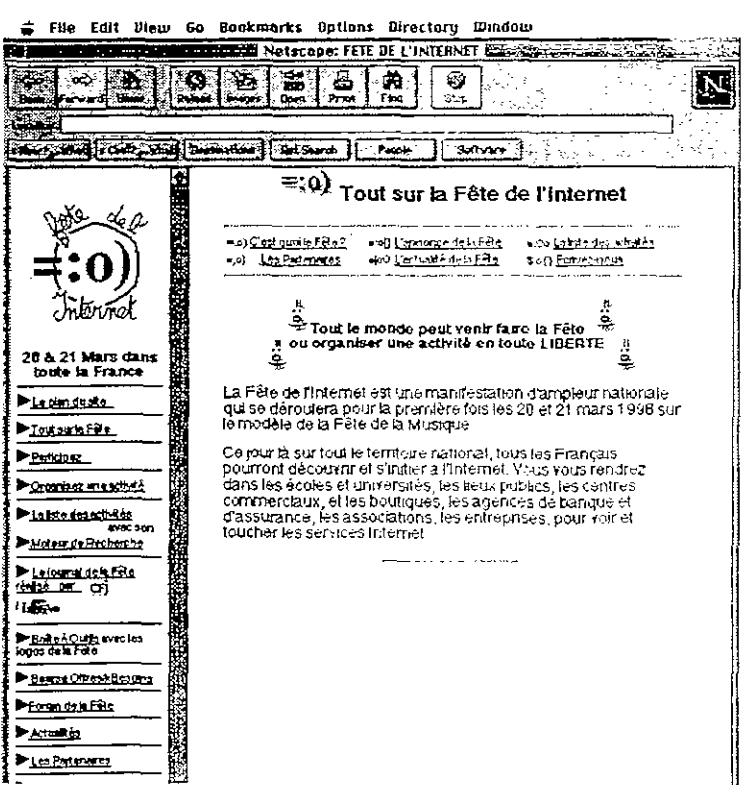 File Edit View Go Bookmarks Options Directory Window
Netscape: FETE DE L'INTERNET
Back Forward Home Reload Images Open Print Find Stop
N
Destinations Net Search People Software
Fête de l'
=:o)
Internet
20 & 21 Mars dans
toute la France
Le plan du site
Tout sur la Fête
Participez
Organisez une activité
La liste des activités
avec son
Moteur de Recherche
Le journal de la Fête
réalisé par CFJ
Boîte à Outils avec les
logos de la Fête
Bourse Offres & Besoins
Forum de la Fête
Actualités
Les Partenaires
=:o) Tout sur la Fête de l'Internet
C'est quoi la Fête? L'annonce de la Fête La liste des activités
Les Partenaires L'actualité de la Fête Ecrivez-nous
Tout le monde peut venir faire la Fête
ou organiser une activité en toute LIBERTE
La Fête de l'Internet est une manifestation d'ampleur nationale
qui se déroulera pour la première fois les 20 et 21 mars 1998 sur
le modèle de la Fête de la Musique
Ce jour là sur tout le territoire national, tous les Français
pourront découvrir et s'initier à l'Internet. Vous vous rendrez
dans les écoles et universités, les lieux publics, les centres
commerciaux, et les boutiques, les agences de banque et
d'assurance, les associations, les entreprises, pour voir et
toucher les services Internet